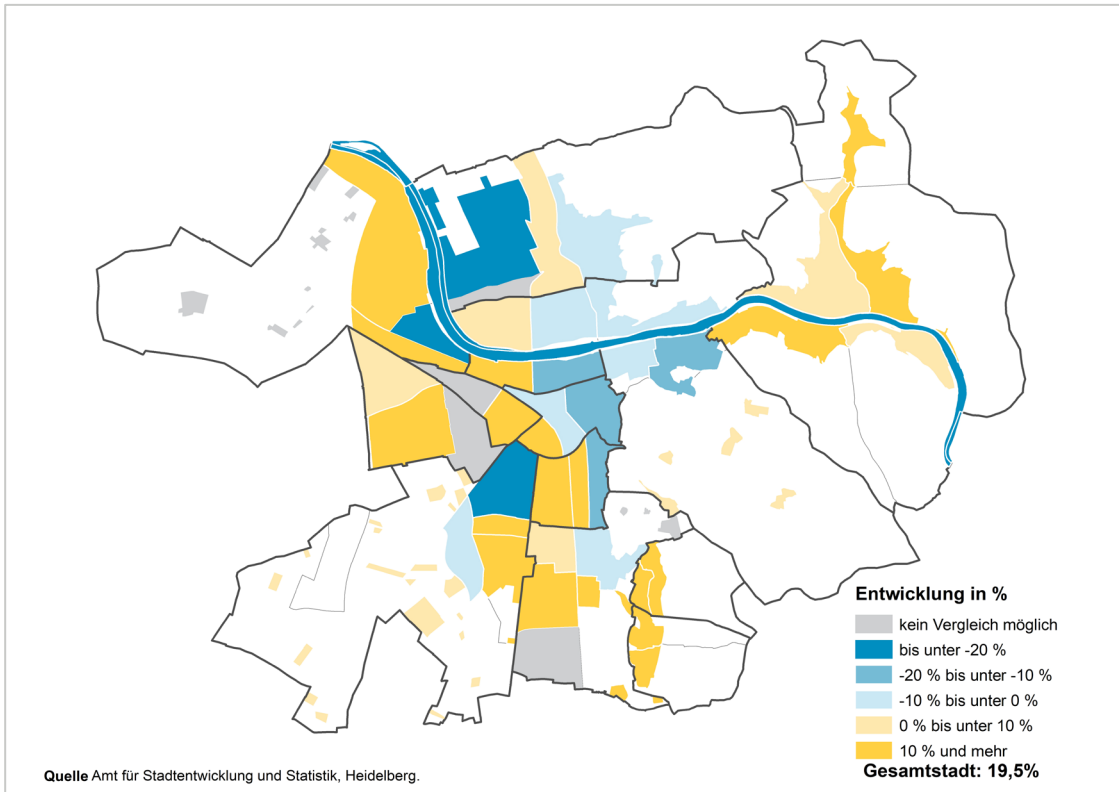 Entwicklung in %
kein Vergleich möglich
bis unter -20 %
-20 % bis unter -10 %
-10 % bis unter 0 %
0 % bis unter 10 %
10 % und mehr
Gesamtstadt: 19,5%
Quelle Amt für Stadtentwicklung und Statistik, Heidelberg.